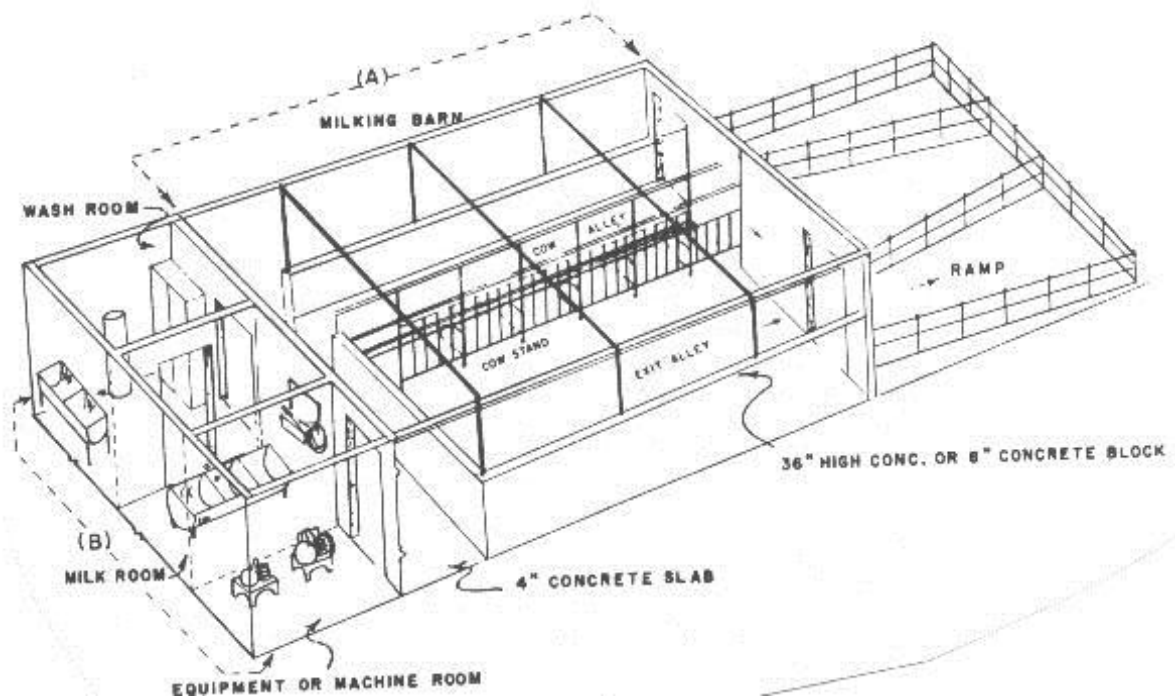 (A)
MILKING BARN
WASH ROOM
COW ALLEY
RAMP
COW STAND
EXIT ALLEY
36" HIGH CONC. OR 8" CONCRETE BLOCK
(B)
MILK ROOM
4" CONCRETE SLAB
EQUIPMENT OR MACHINE ROOM